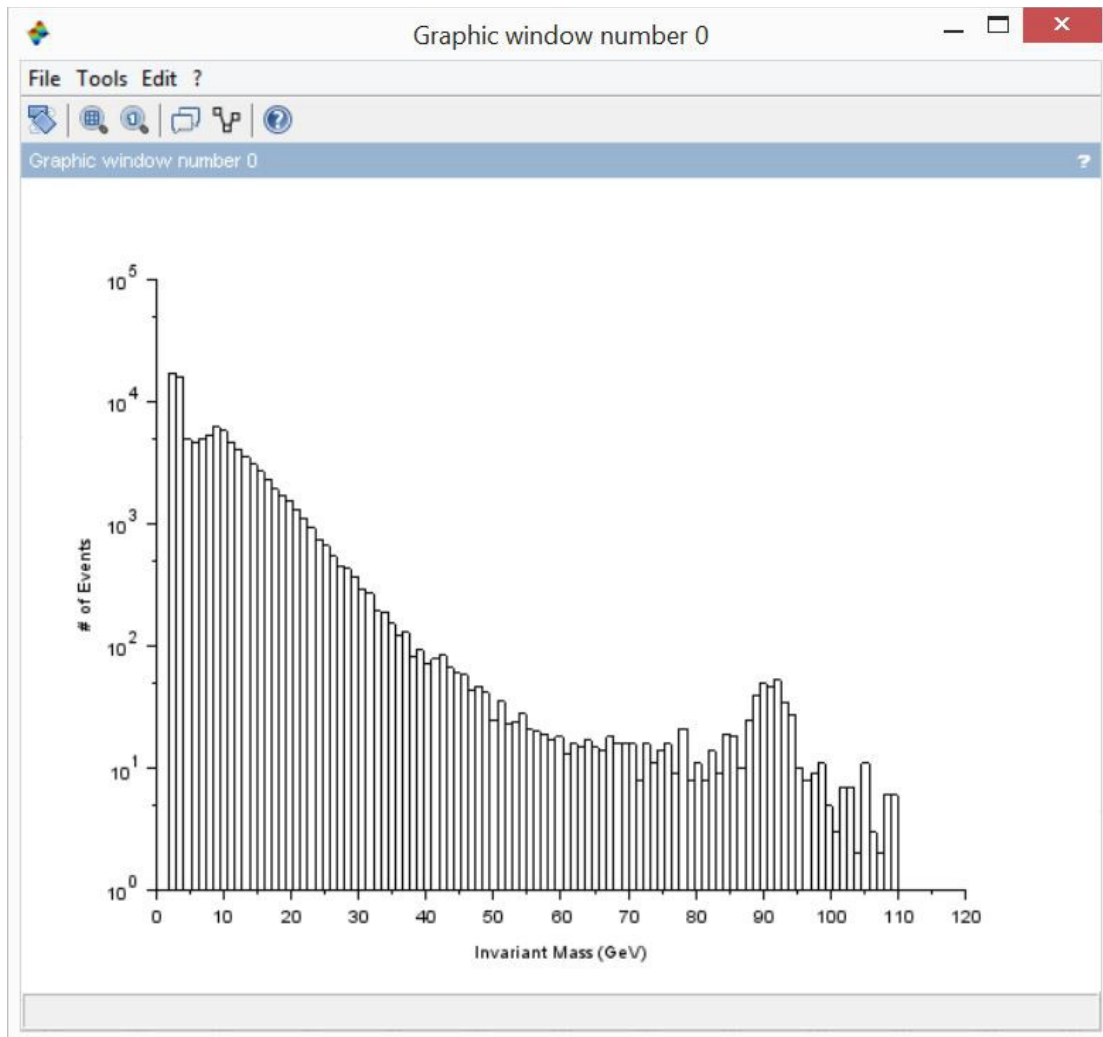 Graphic window number 0
File Tools Edit ?
Graphic window number 0 ?
10^5
10^4
10^3
10^2
10^1
10^0
# of Events
0 10 20 30 40 50 60 70 80 90 100 110 120
Invariant Mass (GeV)